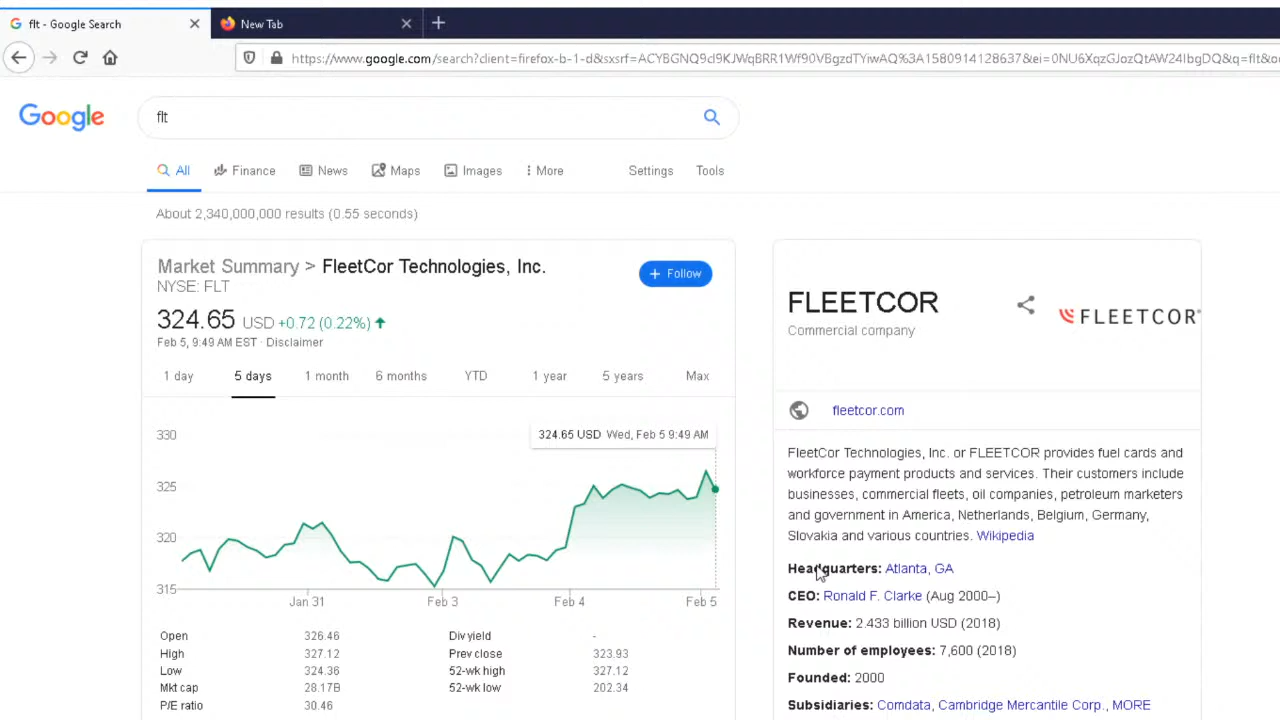 flt - Google Search
New Tab
https://www.google.com/search?client=firefox-b-1-d&sxsrf=ACYBGNQ9d9KJWqBRR1Wf90VBgzdTYiwAQ%3A1580914128637&ei=0NU6XqzGJozQtAW24IbgDQ&q=flt&o
Google
flt
All Finance News Maps Images More Settings Tools
About 2,340,000,000 results (0.55 seconds)
Market Summary > FleetCor Technologies, Inc.
NYSE: FLT
+ Follow
324.65 USD +0.72 (0.22%)
Feb 5, 9:49 AM EST · Disclaimer
1 day 5 days 1 month 6 months YTD 1 year 5 years Max
324.65 USD Wed, Feb 5 9:49 AM
330
325
320
315
Jan 31 Feb 3 Feb 4 Feb 5
Open 326.46 Div yield -
High 327.12 Prev close 323.93
Low 324.36 52-wk high 327.12
Mkt cap 28.17B 52-wk low 202.34
P/E ratio 30.46
FLEETCOR
Commercial company
FLEETCOR
fleetcor.com
FleetCor Technologies, Inc. or FLEETCOR provides fuel cards and
workforce payment products and services. Their customers include
businesses, commercial fleets, oil companies, petroleum marketers
and government in America, Netherlands, Belgium, Germany,
Slovakia and various countries. Wikipedia
Headquarters: Atlanta, GA
CEO: Ronald F. Clarke (Aug 2000–)
Revenue: 2.433 billion USD (2018)
Number of employees: 7,600 (2018)
Founded: 2000
Subsidiaries: Comdata, Cambridge Mercantile Corp., MORE